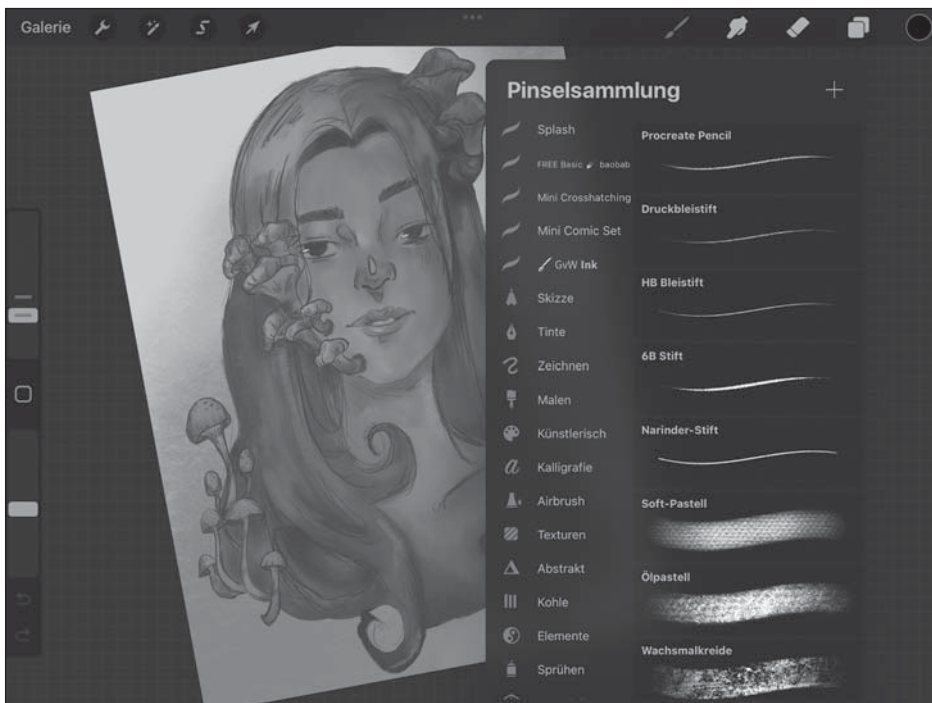 Galerie
Pinselsammlung
Splash
FREE Basic baobab
Mini Crosshatching
Mini Comic Set
GvW Ink
Skizze
Tinte
Zeichnen
Malen
Künstlerisch
Kalligrafie
Airbrush
Texturen
Abstrakt
Kohle
Elemente
Sprühen
Procreate Pencil
Druckbleistift
HB Bleistift
6B Stift
Narinder-Stift
Soft-Pastell
Ölpastell
Wachsmalkreide